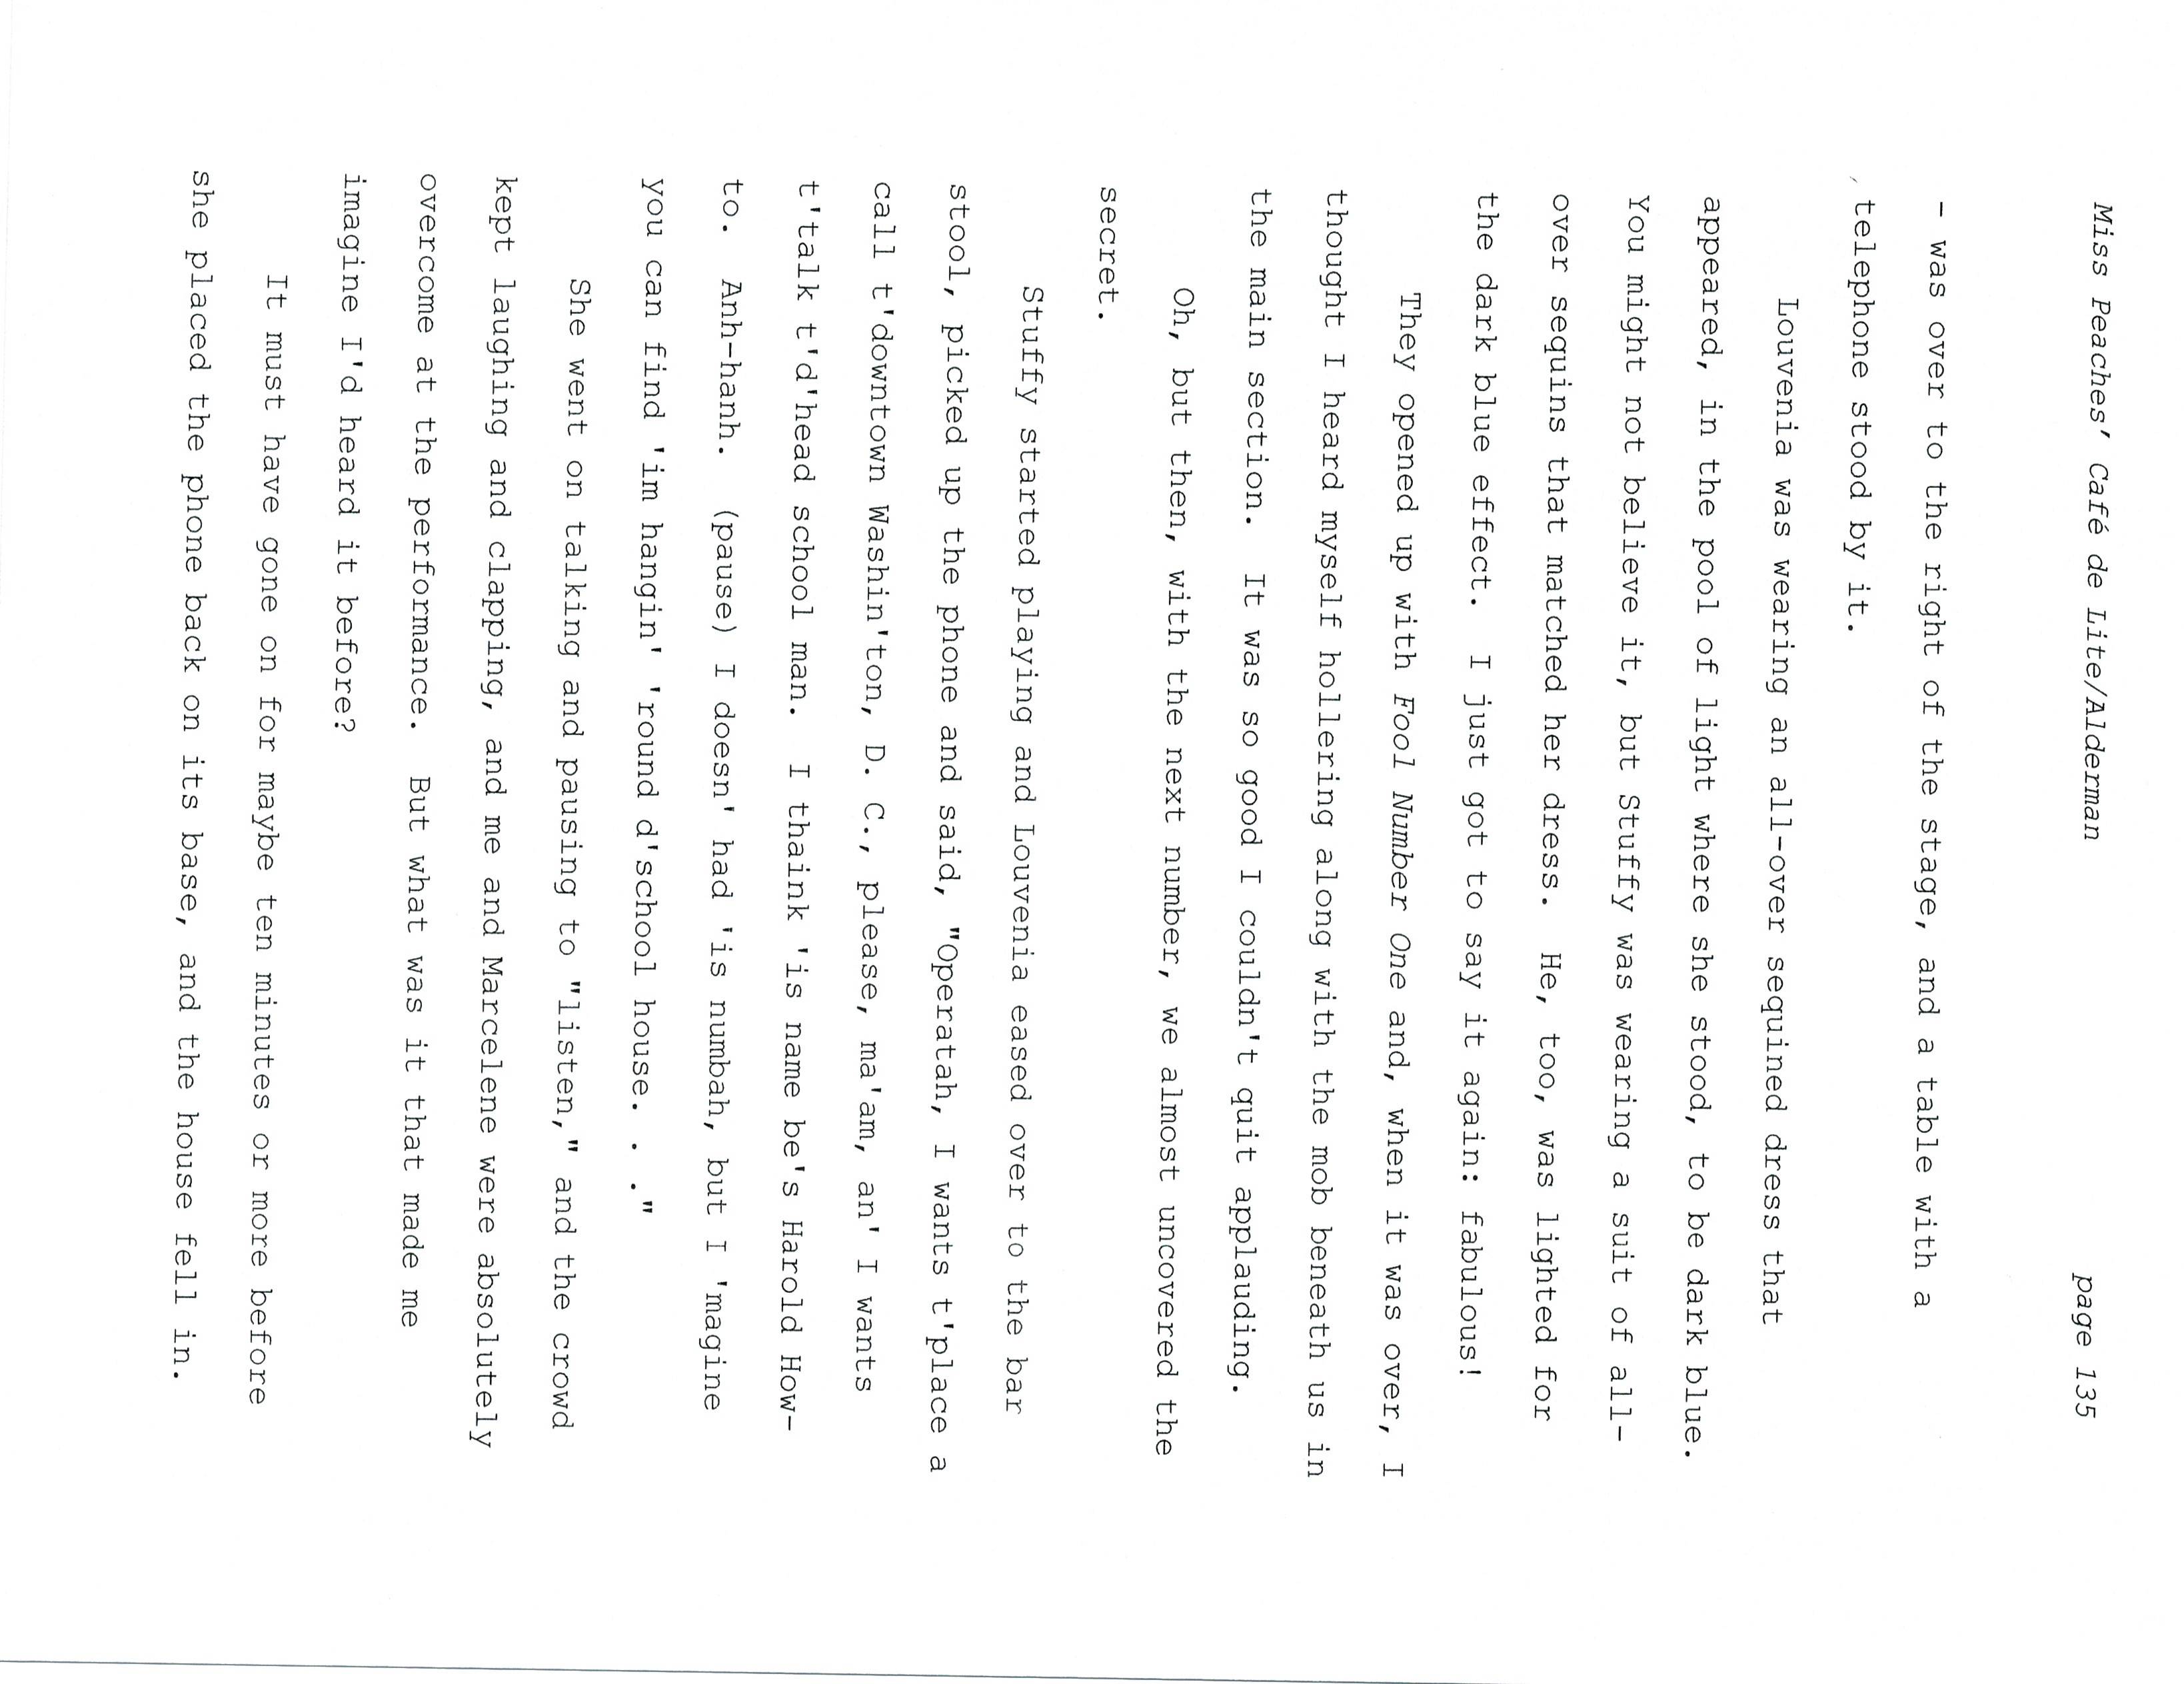 Miss Peaches' Café de Lite/Alderman page 135
- was over to the right of the stage, and a table with a
telephone stood by it.
Louvenia was wearing an all-over sequined dress that
appeared, in the pool of light where she stood, to be dark blue.
You might not believe it, but Stuffy was wearing a suit of all-
over sequins that matched her dress.  He, too, was lighted for
the dark blue effect.  I just got to say it again: fabulous!
They opened up with Fool Number One and, when it was over, I
thought I heard myself hollering along with the mob beneath us in
the main section.  It was so good I couldn't quit applauding.
Oh, but then, with the next number, we almost uncovered the
secret.
Stuffy started playing and Louvenia eased over to the bar
stool, picked up the phone and said, "Operatah, I wants t'place a
call t'downtown Washin'ton, D. C., please, ma'am, an' I wants
t'talk t'd'head school man.  I thaink 'is name be's Harold How-
to.  Anh-hanh.  (pause) I doesn' had 'is numbah, but I 'magine
you can find 'im hangin' 'round d'school house. . ."
She went on talking and pausing to "listen," and the crowd
kept laughing and clapping, and me and Marcelene were absolutely
overcome at the performance.  But what was it that made me
imagine I'd heard it before?
It must have gone on for maybe ten minutes or more before
she placed the phone back on its base, and the house fell in.